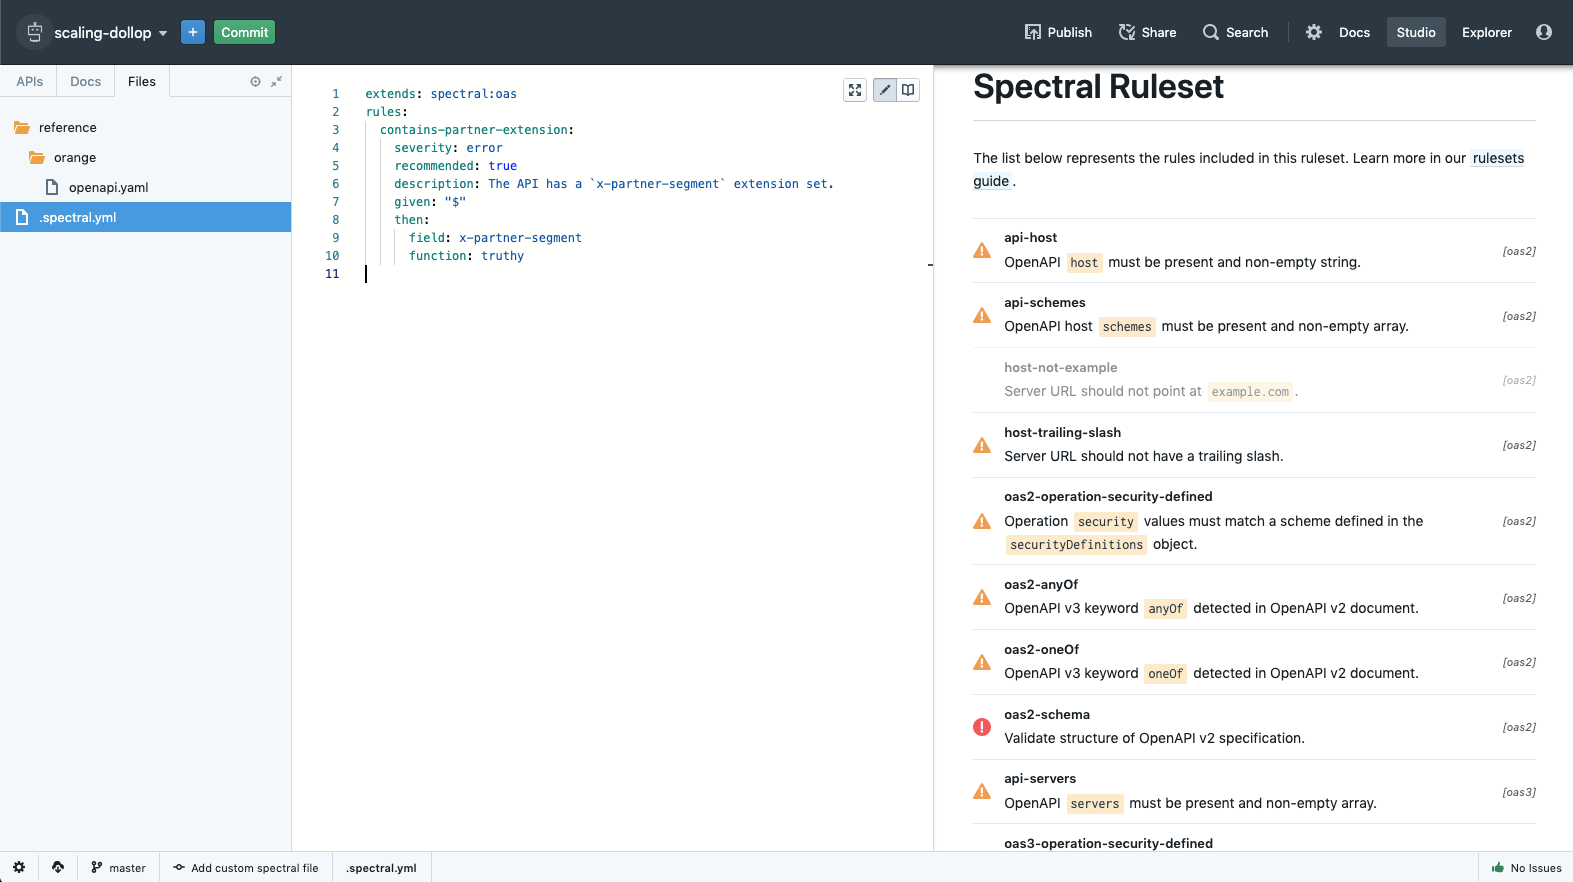 scaling-dollop
+
Commit
Publish
Share
Search
Docs
Studio
Explorer
APIs
Docs
Files
reference
orange
openapi.yaml
.spectral.yml
1 extends: spectral:oas
2 rules:
3 contains-partner-extension:
4 severity: error
5 recommended: true
6 description: The API has a `x-partner-segment` extension set.
7 given: "$"
8 then:
9 field: x-partner-segment
10 function: truthy
11
Spectral Ruleset
The list below represents the rules included in this ruleset. Learn more in our rulesets
guide.
api-host
OpenAPI host must be present and non-empty string.
[oas2]
api-schemes
OpenAPI host schemes must be present and non-empty array.
[oas2]
host-not-example
Server URL should not point at example.com.
[oas2]
host-trailing-slash
Server URL should not have a trailing slash.
[oas2]
oas2-operation-security-defined
Operation security values must match a scheme defined in the
securityDefinitions object.
[oas2]
oas2-anyOf
OpenAPI v3 keyword anyOf detected in OpenAPI v2 document.
[oas2]
oas2-oneOf
OpenAPI v3 keyword oneOf detected in OpenAPI v2 document.
[oas2]
oas2-schema
Validate structure of OpenAPI v2 specification.
[oas2]
api-servers
OpenAPI servers must be present and non-empty array.
[oas3]
oas3-operation-security-defined
master
Add custom spectral file
.spectral.yml
No Issues